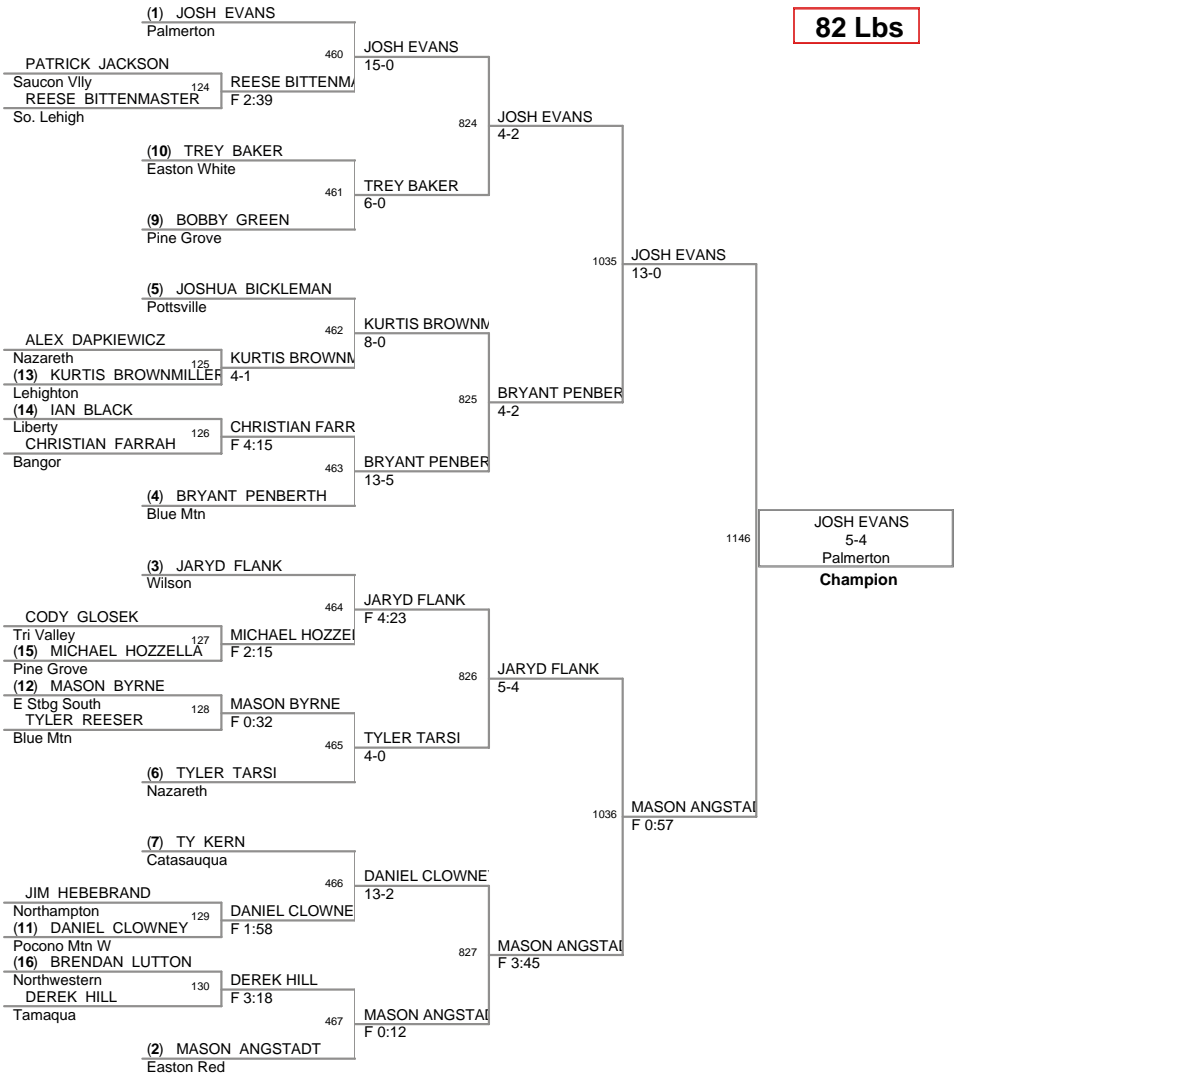 (1) JOSH EVANS
Palmerton
82 Lbs
460
JOSH EVANS
15-0
PATRICK JACKSON
Saucon Vlly
124
REESE BITTENMA
REESE BITTENMASTER
F 2:39
So. Lehigh
824
JOSH EVANS
4-2
(10) TREY BAKER
Easton White
461
TREY BAKER
6-0
(9) BOBBY GREEN
Pine Grove
1035
JOSH EVANS
13-0
(5) JOSHUA BICKLEMAN
Pottsville
462
KURTIS BROWNM
8-0
ALEX DAPKIEWICZ
Nazareth
125
KURTIS BROWNM
(13) KURTIS BROWNMILLER
4-1
Lehighton
825
BRYANT PENBER
4-2
(14) IAN BLACK
Liberty
126
CHRISTIAN FARR
CHRISTIAN FARRAH
F 4:15
Bangor
463
BRYANT PENBER
13-5
(4) BRYANT PENBERTH
Blue Mtn
1146
JOSH EVANS
5-4
Palmerton
Champion
(3) JARYD FLANK
Wilson
464
JARYD FLANK
F 4:23
CODY GLOSEK
Tri Valley
127
MICHAEL HOZZEL
(15) MICHAEL HOZZELLA
F 2:15
Pine Grove
826
JARYD FLANK
5-4
(12) MASON BYRNE
E Stbg South
128
MASON BYRNE
TYLER REESER
F 0:32
Blue Mtn
465
TYLER TARSI
4-0
(6) TYLER TARSI
Nazareth
1036
MASON ANGSTAD
F 0:57
(7) TY KERN
Catasauqua
466
DANIEL CLOWNE
13-2
JIM HEBEBRAND
Northampton
129
DANIEL CLOWNE
(11) DANIEL CLOWNEY
F 1:58
Pocono Mtn W
827
MASON ANGSTAD
F 3:45
(16) BRENDAN LUTTON
Northwestern
130
DEREK HILL
DEREK HILL
F 3:18
Tamaqua
467
MASON ANGSTAD
F 0:12
(2) MASON ANGSTADT
Easton Red